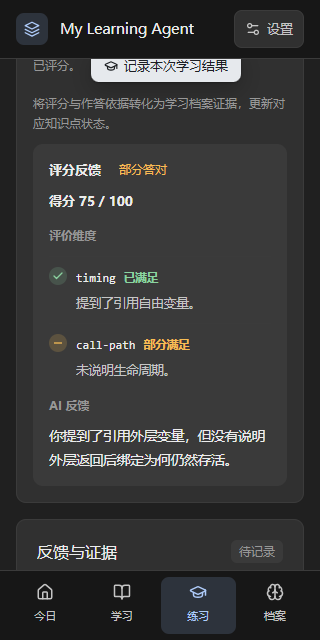 My Learning Agent
设置
已评分。
记录本次学习结果
将评分与作答依据转化为学习档案证据，更新对
应知识点状态。
评分反馈 部分答对
得分 75 / 100
评价维度
timing 已满足
提到了引用自由变量。
call-path 部分满足
未说明生命周期。
AI 反馈
你提到了引用外层变量，但没有说明
外层返回后绑定为何仍然存活。
反馈与证据
待记录
今日
学习
练习
档案